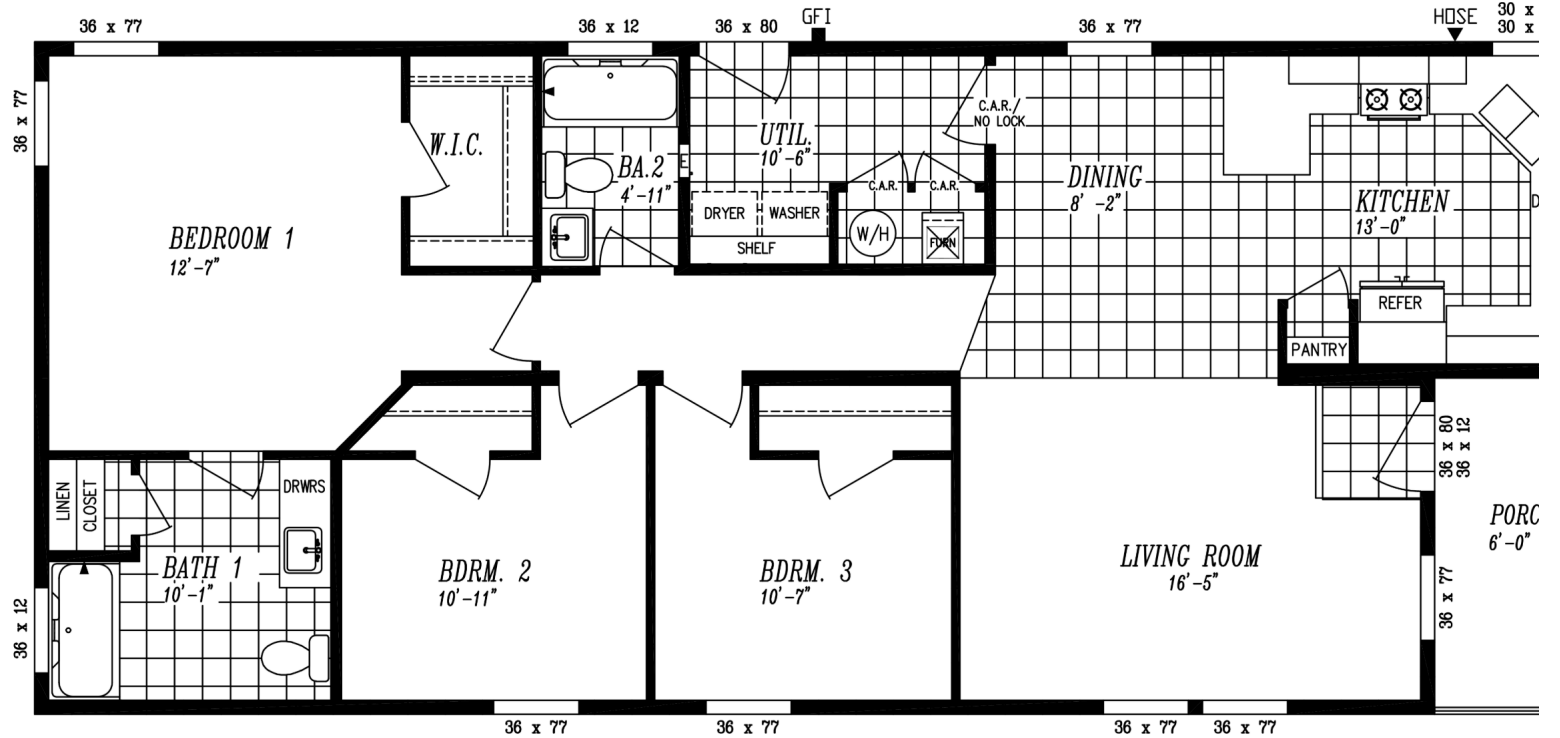 36 x 77
36 x 12
36 x 80
GFI
36 x 77
HOSE
30 x
30 x
36 x 77
W.I.C.
BA.2
4'-11"
E.
UTIL.
10'-6"
C.A.R./
NO LOCK
C.A.R.
C.A.R.
DRYER
WASHER
SHELF
W/H
FURN
DINING
8' -2"
KITCHEN
13'-0"
D
REFER
PANTRY
BEDROOM 1
12'-7"
LINEN
CLOSET
DRWRS
BATH 1
10'-1"
36 x 12
BDRM. 2
10'-11"
BDRM. 3
10'-7"
LIVING ROOM
16'-5"
36 x 80
36 x 12
PORC
6'-0"
36 x 77
36 x 77
36 x 77
36 x 77
36 x 77